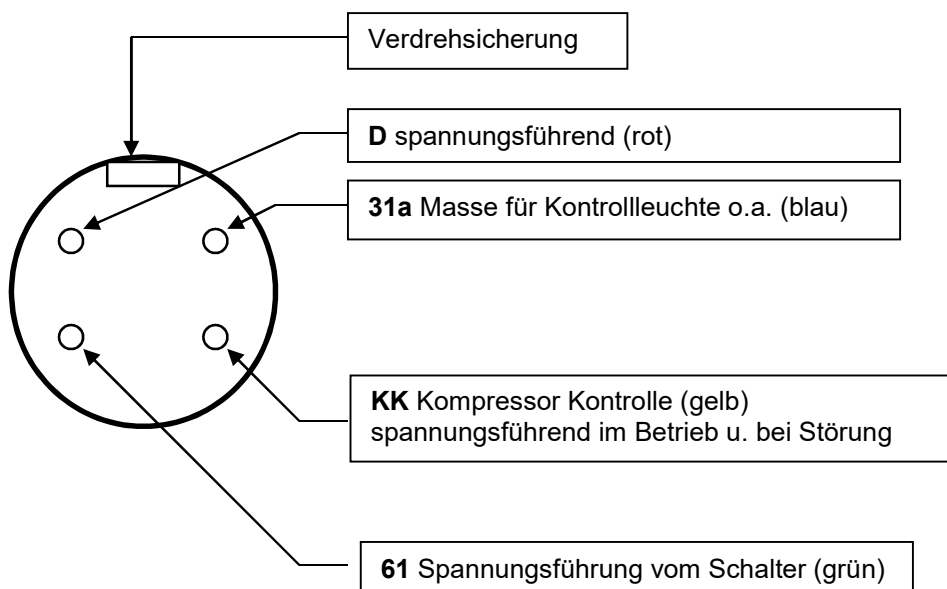 Verdrehsicherung
D spannungsführend (rot)
31a Masse für Kontrollleuchte o.a. (blau)
KK Kompressor Kontrolle (gelb)
spannungsführend im Betrieb u. bei Störung
61 Spannungsführung vom Schalter (grün)